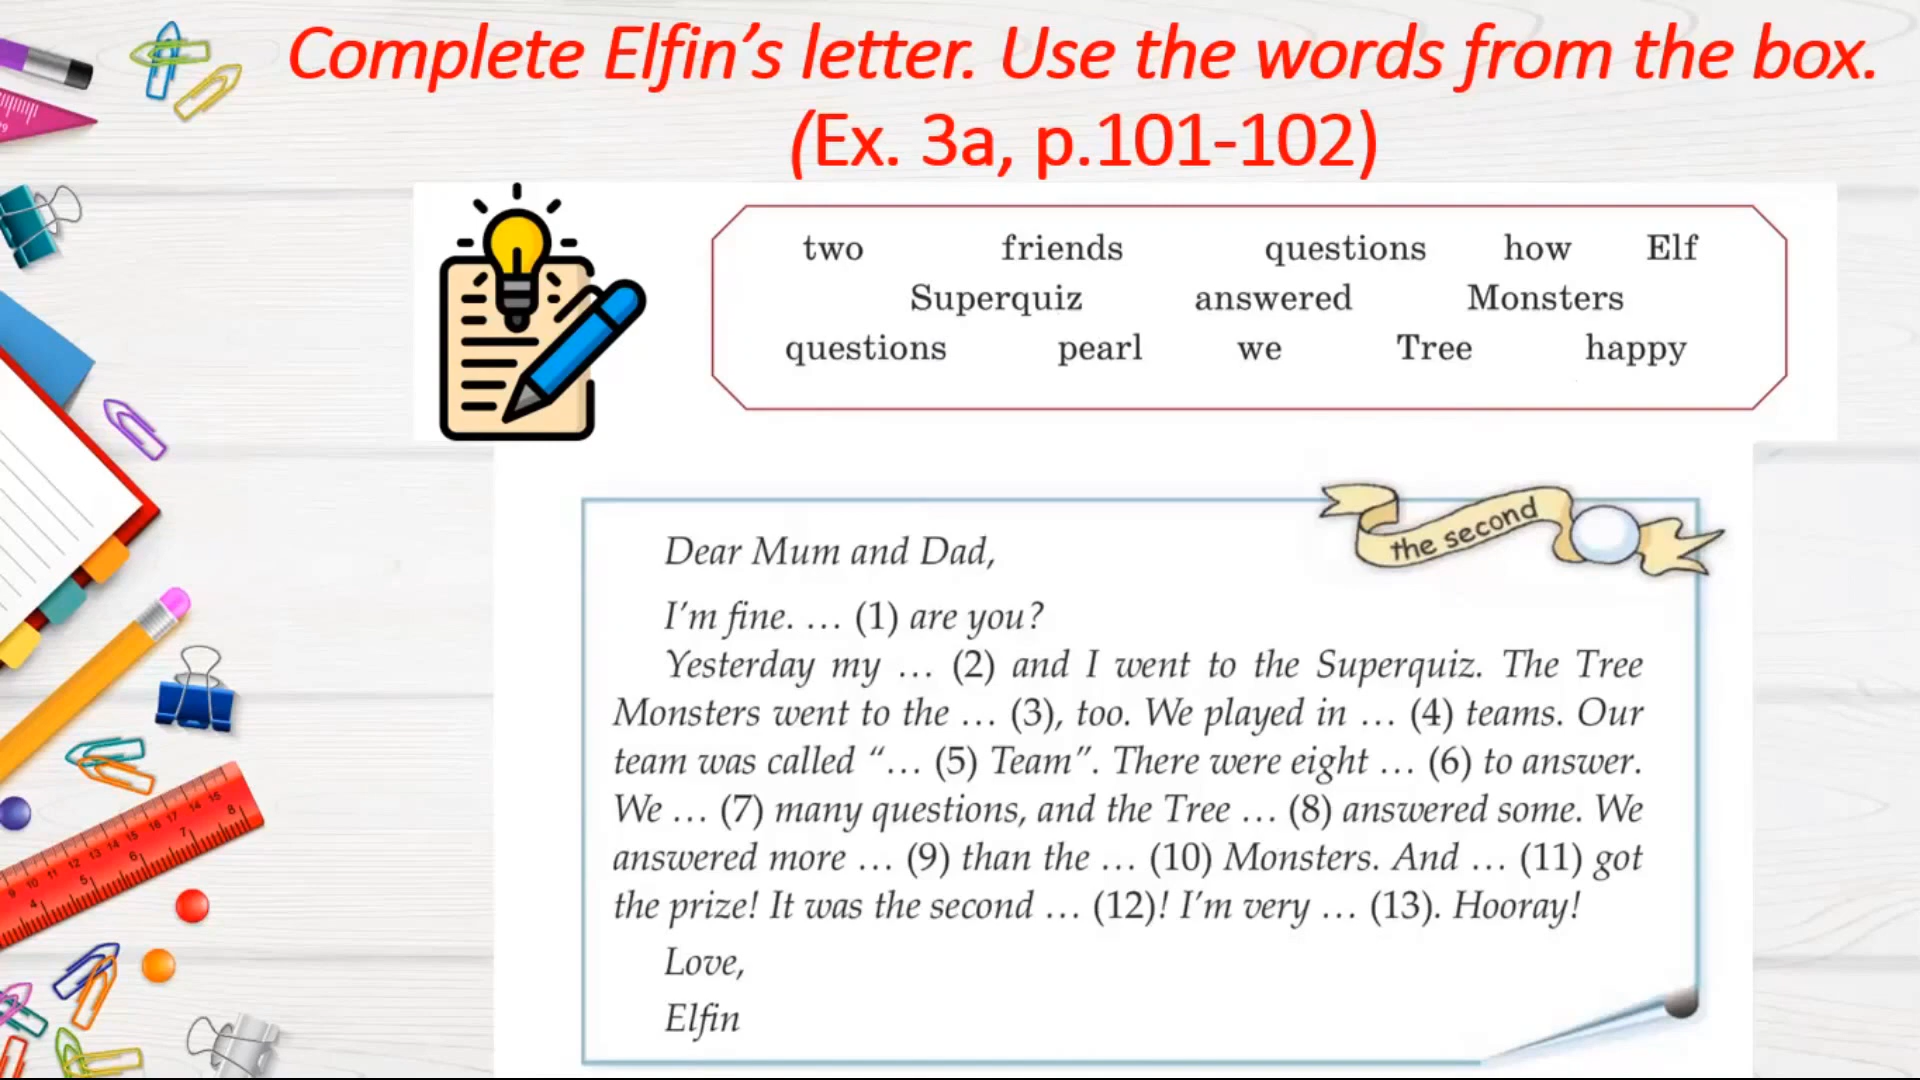 Complete Elfin’s letter. Use the words from the box.
(Ex. 3a, p.101-102)
two friends questions how Elf
Superquiz answered Monsters
questions pearl we Tree happy
the second
Dear Mum and Dad,
I’m fine. … (1) are you?
Yesterday my … (2) and I went to the Superquiz. The Tree
Monsters went to the … (3), too. We played in … (4) teams. Our
team was called “… (5) Team”. There were eight … (6) to answer.
We … (7) many questions, and the Tree … (8) answered some. We
answered more … (9) than the … (10) Monsters. And … (11) got
the prize! It was the second … (12)! I’m very … (13). Hooray!
Love,
Elfin